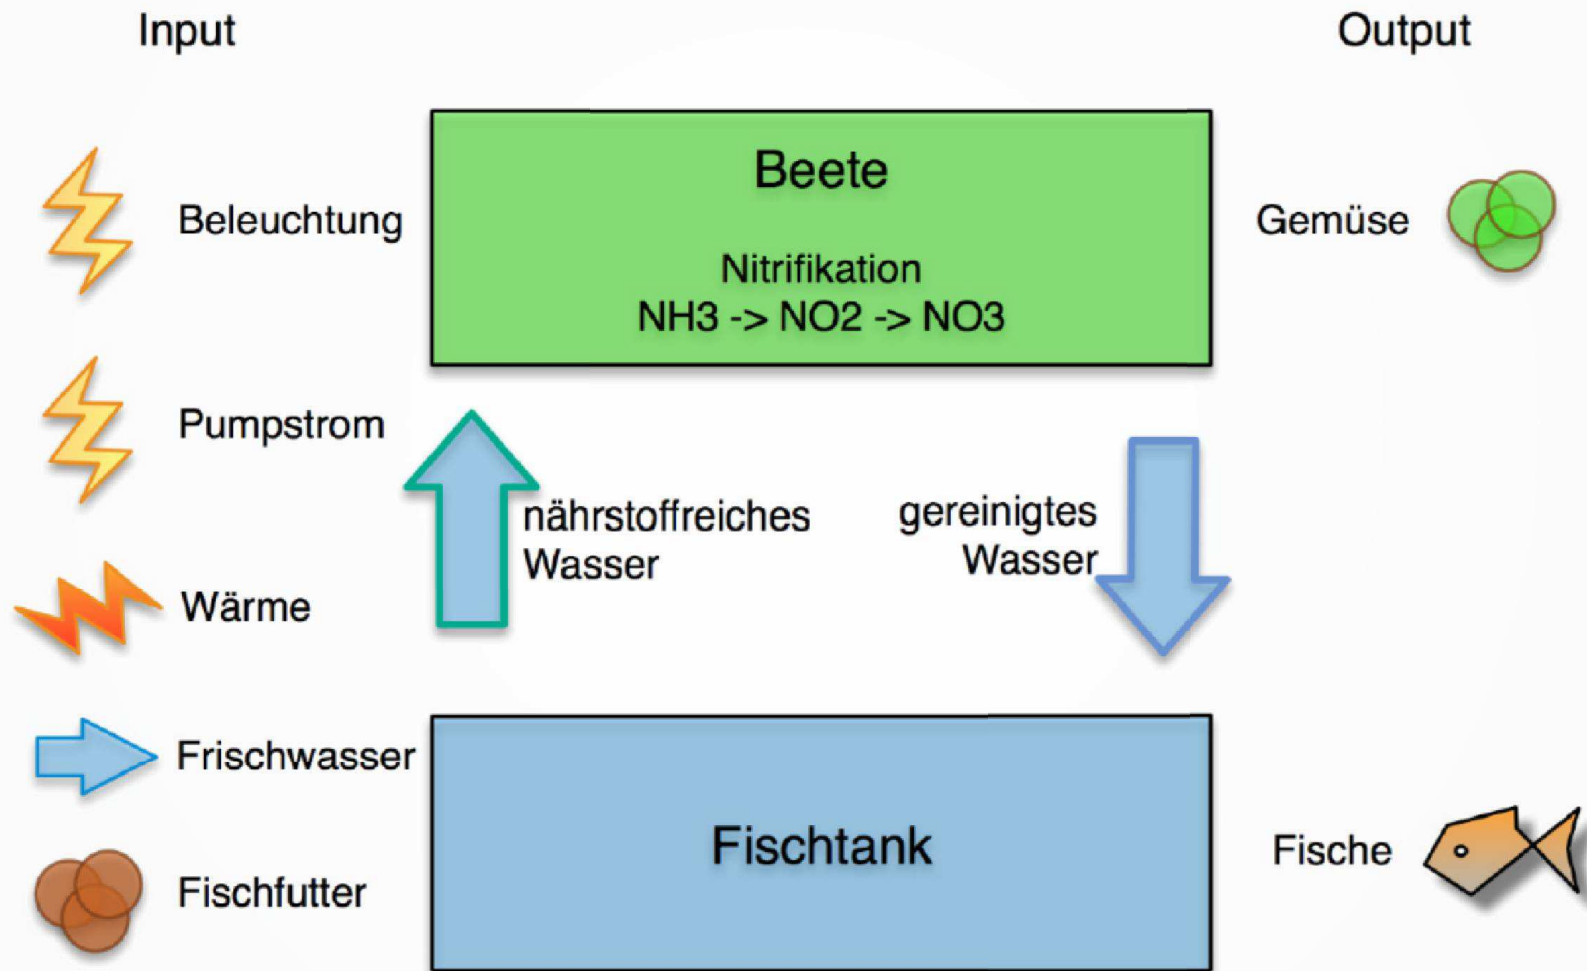 Input
Output
Beete
Beleuchtung
Gemüse
Nitrifikation
NH3 -> NO2 -> NO3
Pumpstrom
nährstoffreiches
Wasser
gereinigtes
Wasser
Wärme
Frischwasser
Fischtank
Fische
Fischfutter